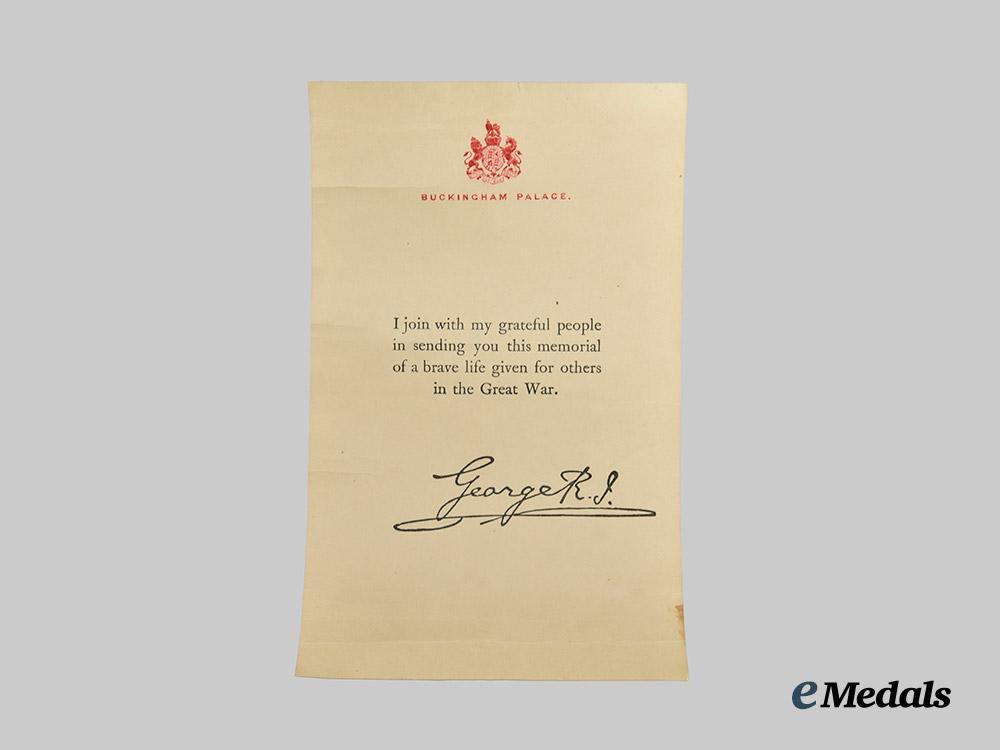 BUCKINGHAM PALACE.
I join with my grateful people
in sending you this memorial
of a brave life given for others
in the Great War.
George R.I.
eMedals